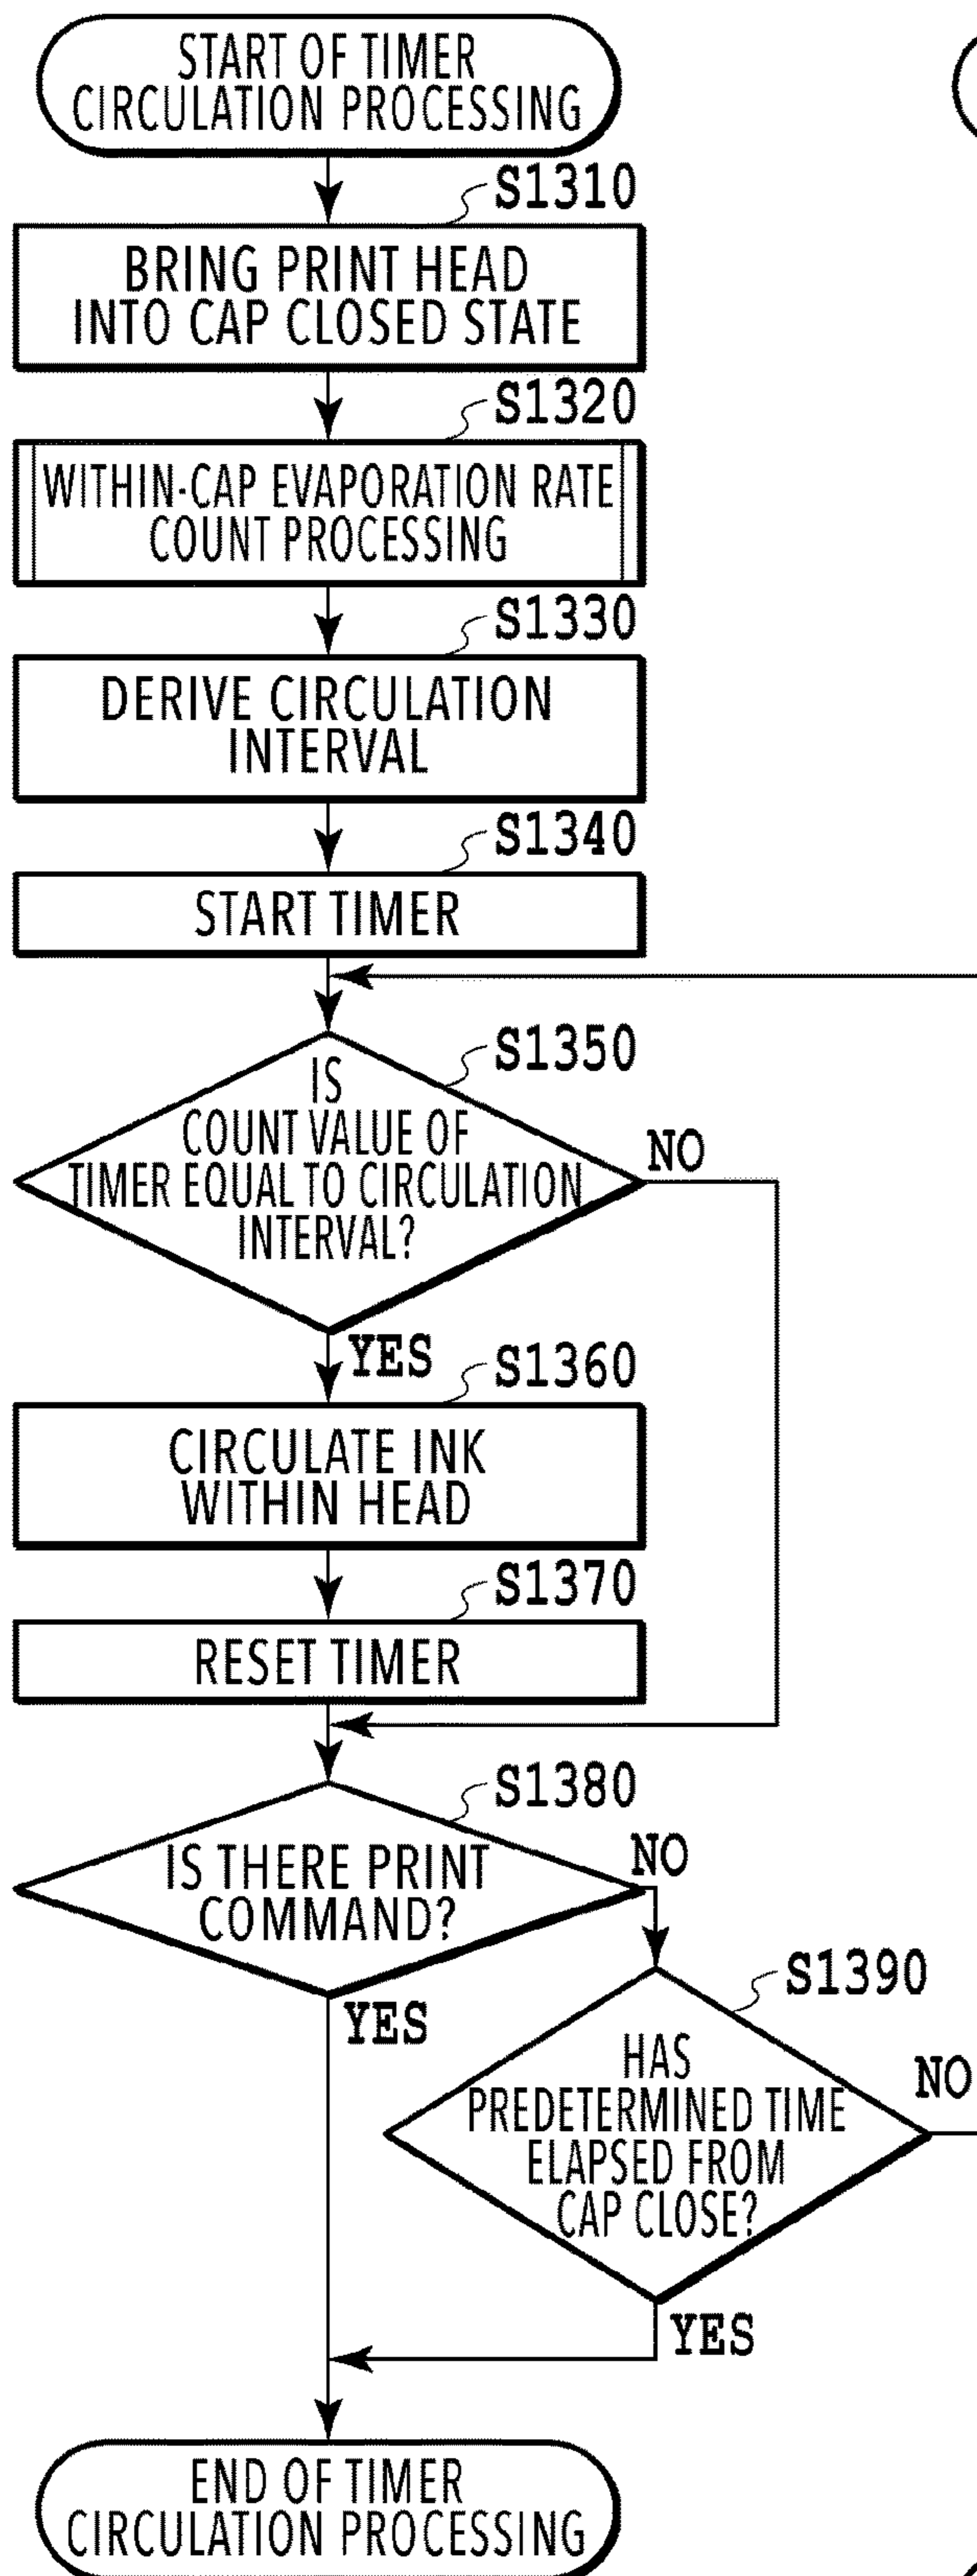 START OF TIMER
CIRCULATION PROCESSING
S1310
BRING PRINT HEAD
INTO CAP CLOSED STATE
S1320
WITHIN-CAP EVAPORATION RATE
COUNT PROCESSING
S1330
DERIVE CIRCULATION
INTERVAL
S1340
START TIMER
S1350
IS
COUNT VALUE OF
TIMER EQUAL TO CIRCULATION
INTERVAL?
NO
YES
S1360
CIRCULATE INK
WITHIN HEAD
S1370
RESET TIMER
S1380
IS THERE PRINT
COMMAND?
NO
YES
S1390
HAS
PREDETERMINED TIME
ELAPSED FROM
CAP CLOSE?
NO
YES
END OF TIMER
CIRCULATION PROCESSING